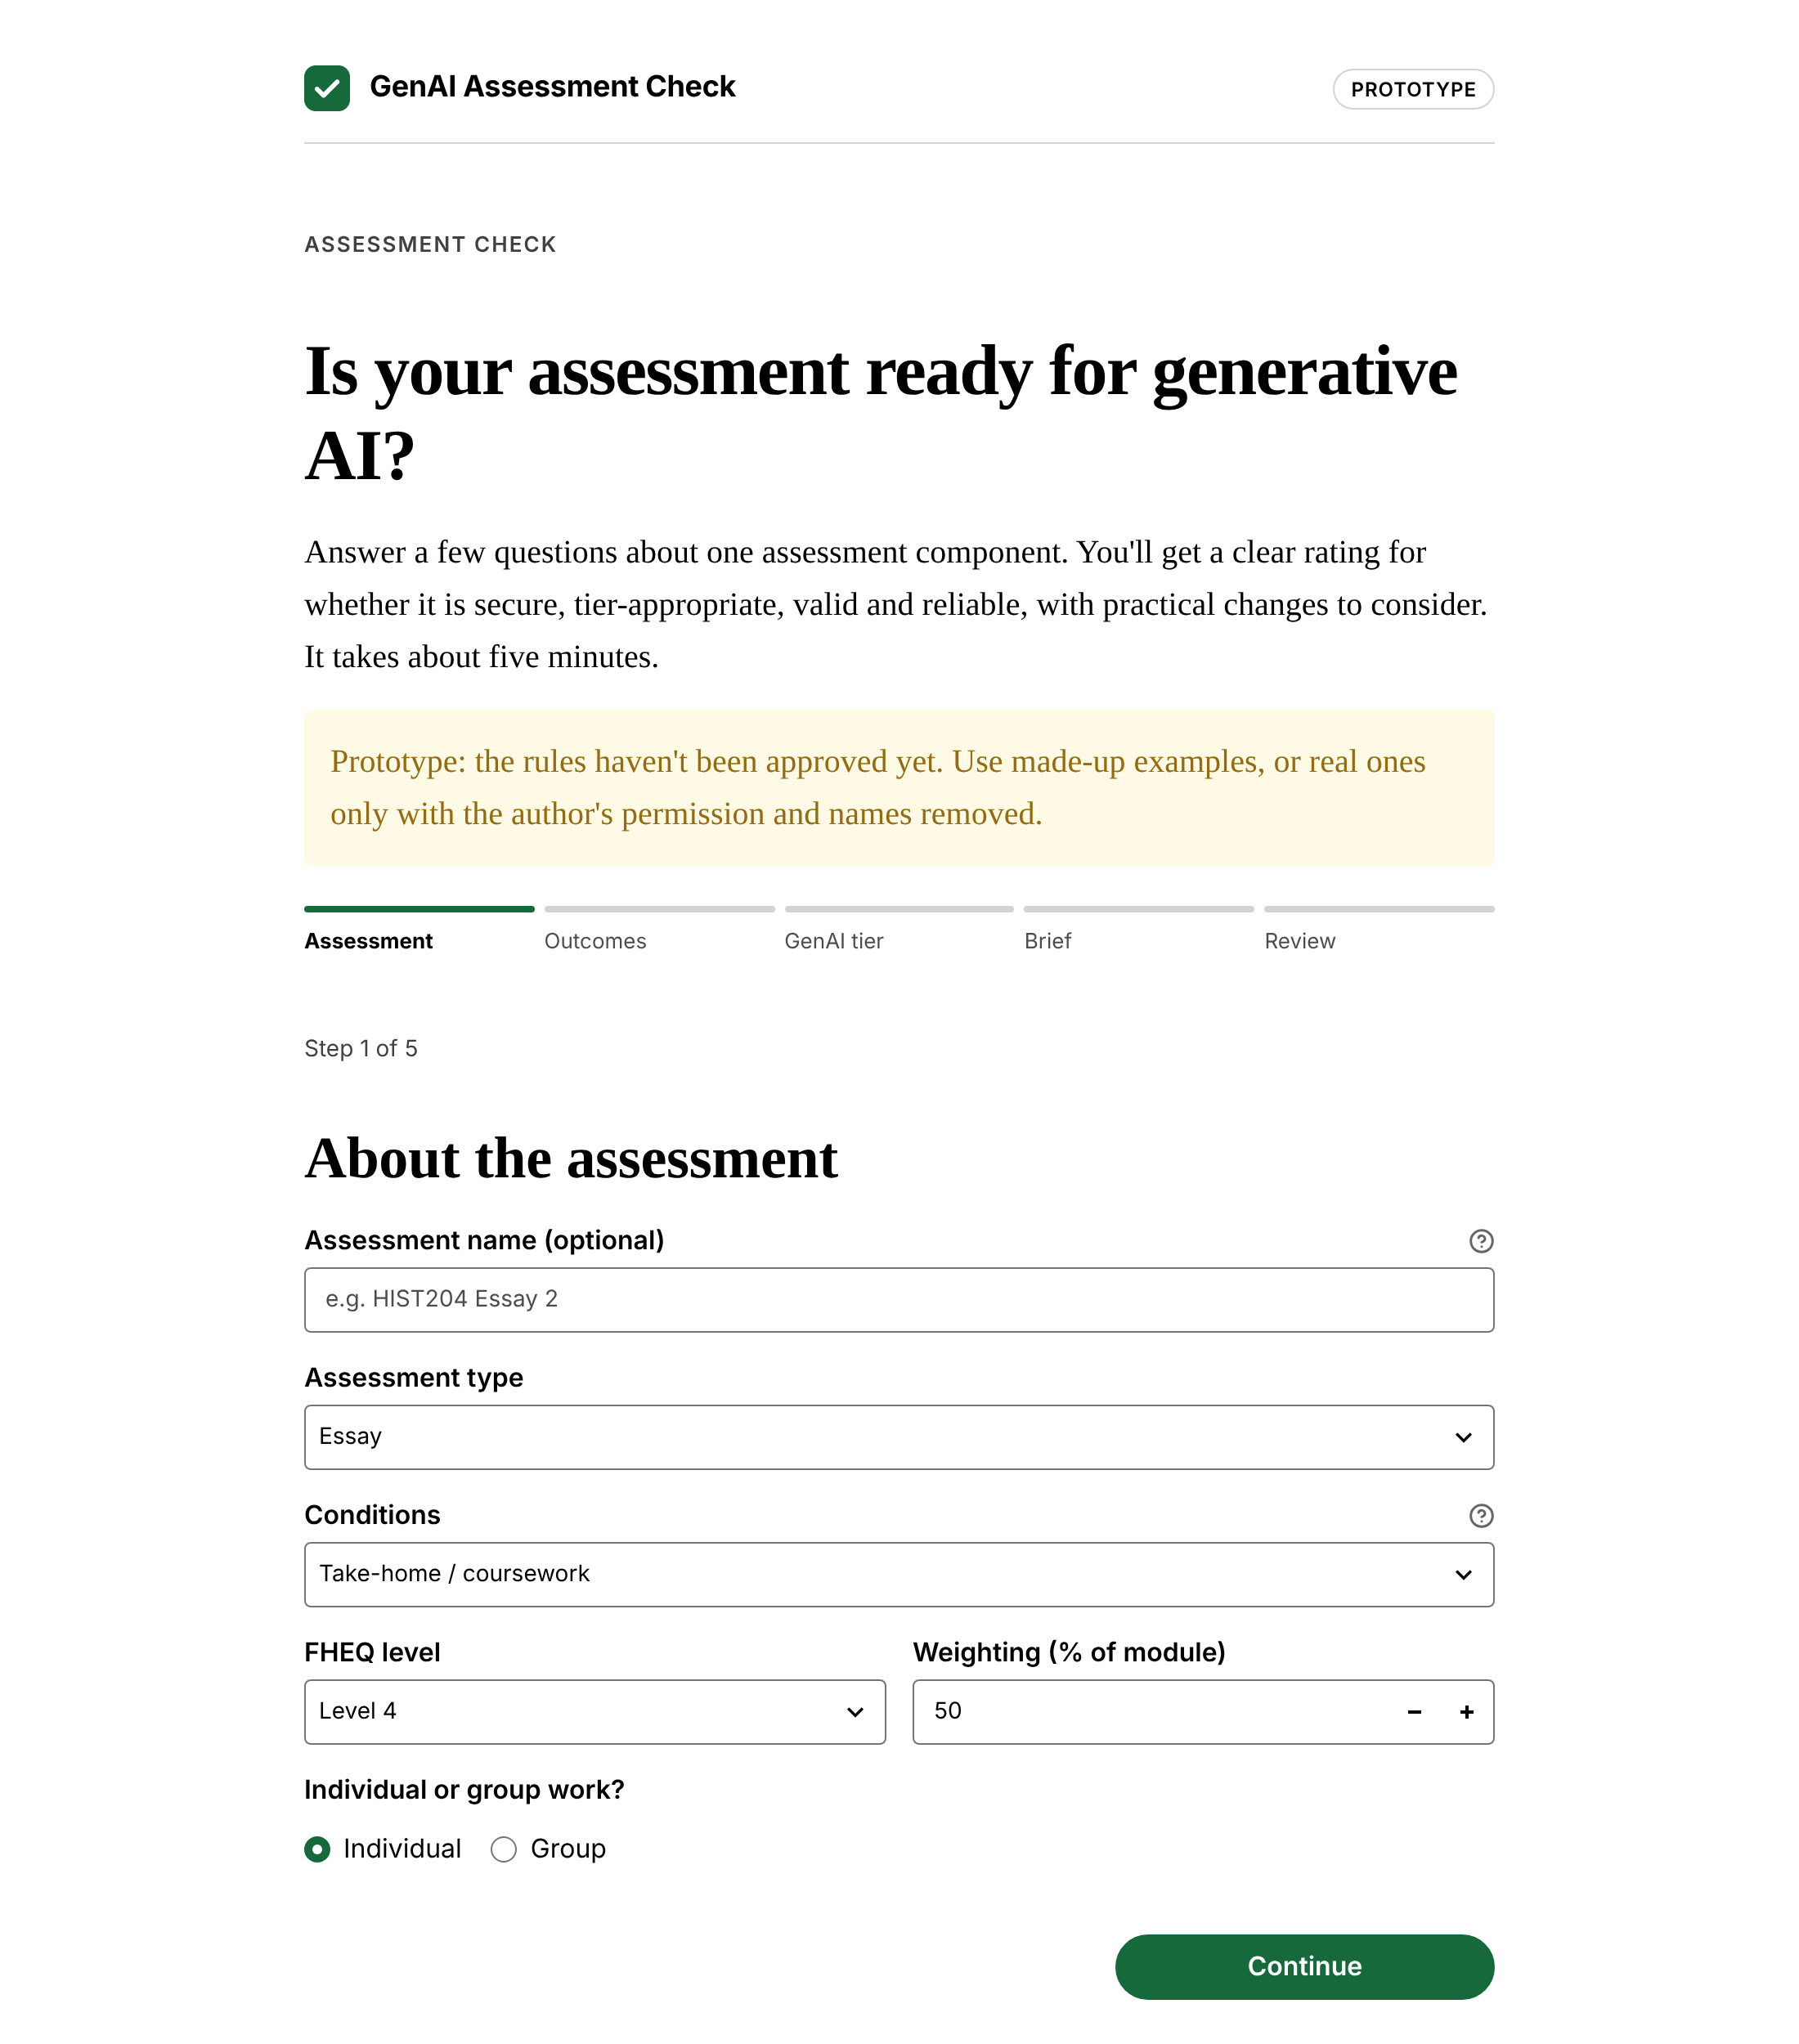 GenAI Assessment Check
PROTOTYPE
ASSESSMENT CHECK
Is your assessment ready for generative
AI?
Answer a few questions about one assessment component. You'll get a clear rating for
whether it is secure, tier-appropriate, valid and reliable, with practical changes to consider.
It takes about five minutes.
Prototype: the rules haven't been approved yet. Use made-up examples, or real ones
only with the author's permission and names removed.
Assessment
Outcomes
GenAI tier
Brief
Review
Step 1 of 5
About the assessment
Assessment name (optional)
e.g. HIST204 Essay 2
Assessment type
Essay
Conditions
Take-home / coursework
FHEQ level
Weighting (% of module)
Level 4
50
Individual or group work?
Individual
Group
Continue